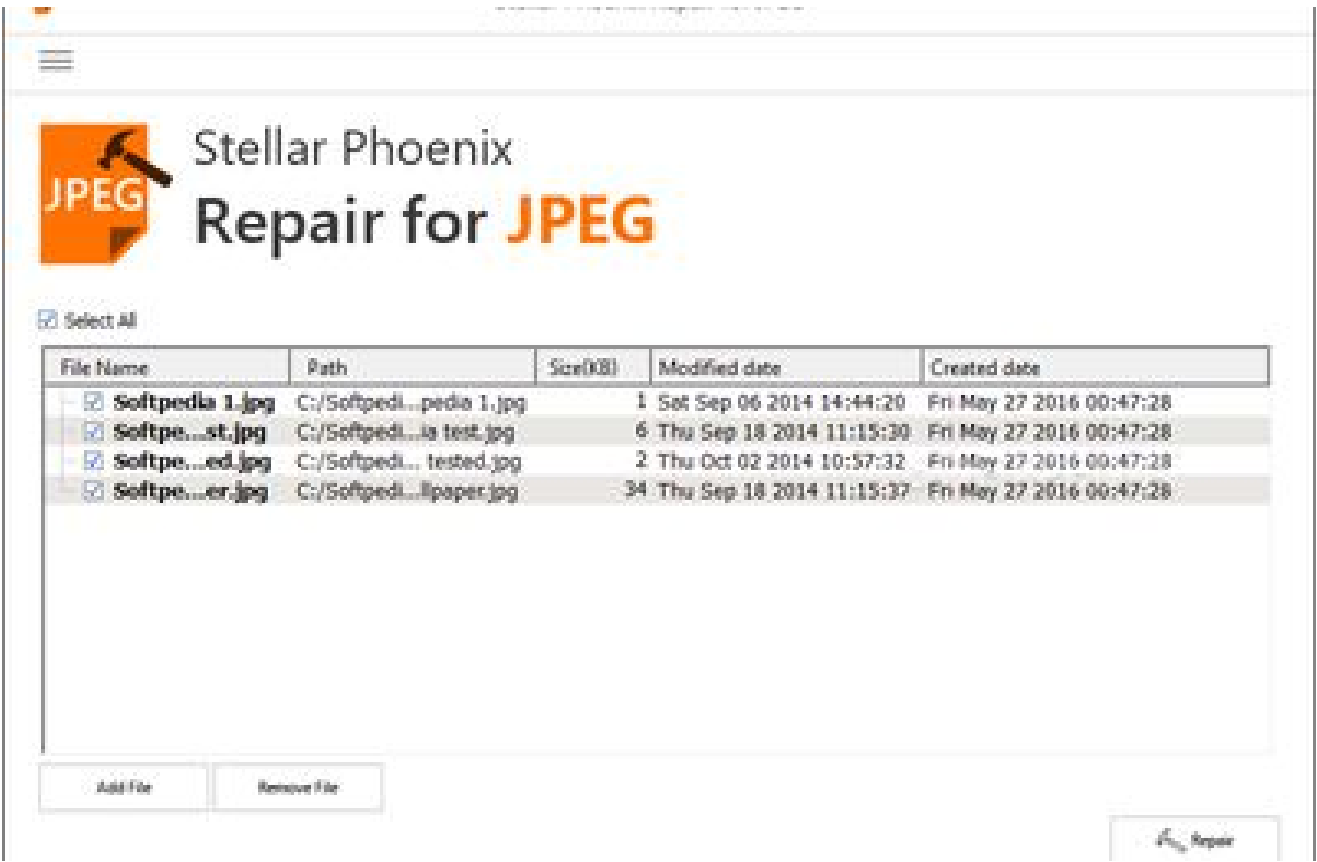 JPEG
Stellar Phoenix
Repair for JPEG
Select All
File Name Path Size(KB) Modified date Created date
Softpedia 1.jpg C:/Softpedi...pedia 1.jpg 1 Sat Sep 06 2014 14:44:20 Fri May 27 2016 00:47:28
Softpe...st.jpg C:/Softpedi...ia test.jpg 6 Thu Sep 18 2014 11:15:30 Fri May 27 2016 00:47:28
Softpe...ed.jpg C:/Softpedi... tested.jpg 2 Thu Oct 02 2014 10:57:32 Fri May 27 2016 00:47:28
Softpe...er.jpg C:/Softpedi...llpaper.jpg 34 Thu Sep 18 2014 11:15:37 Fri May 27 2016 00:47:28
Add File Remove File
Repair